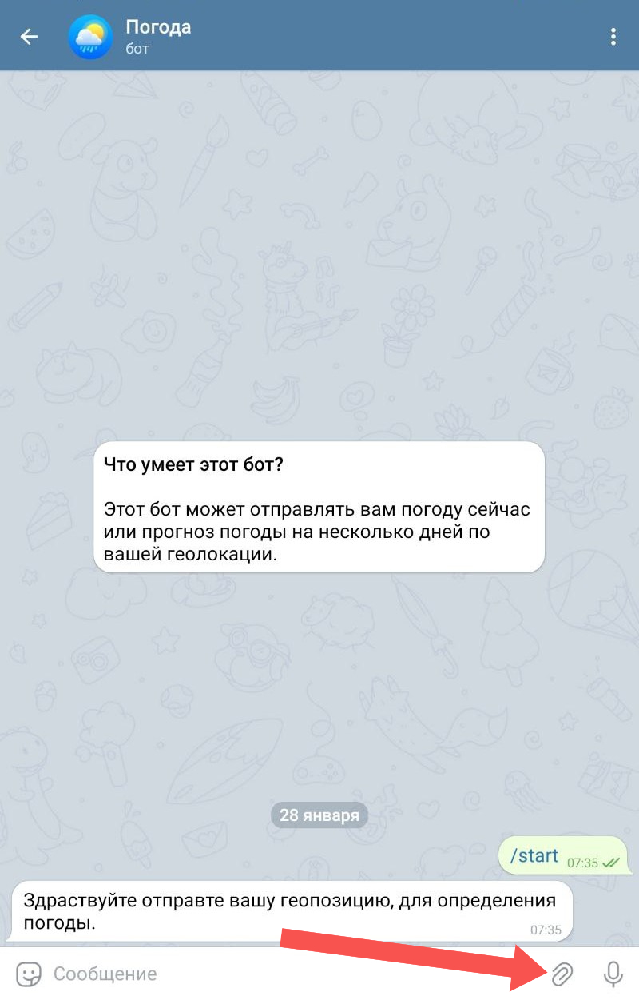 Погода
бот
Что умеет этот бот?
Этот бот может отправлять вам погоду сейчас
или прогноз погоды на несколько дней по
вашей геолокации.
28 января
/start 07:35
Здраствуйте отправте вашу геопозицию, для определения
погоды.
07:35
Сообщение